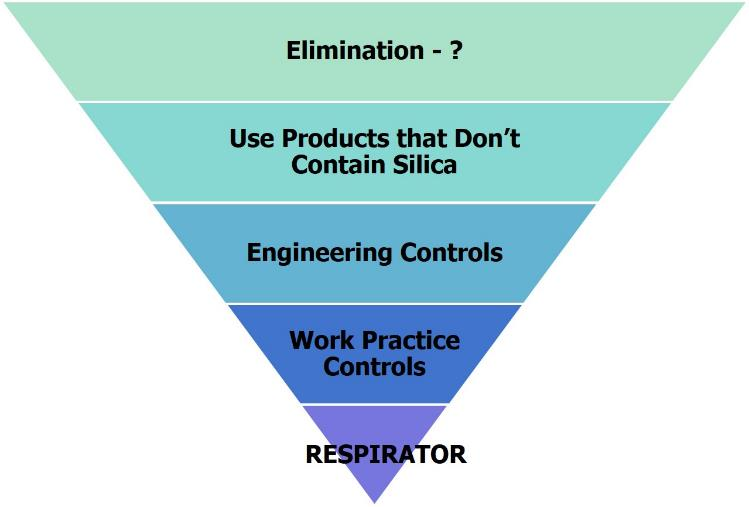 Elimination - ?
Use Products that Don’t
Contain Silica
Engineering Controls
Work Practice
Controls
RESPIRATOR